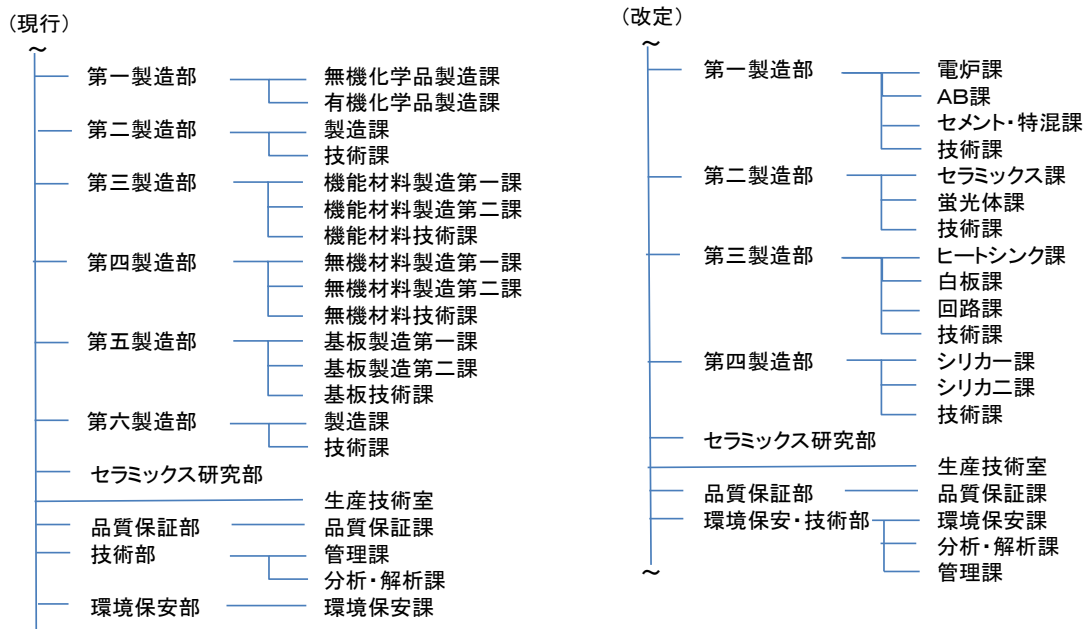 (現行)
～
第一製造部
無機化学品製造課
有機化学品製造課
第二製造部
製造課
技術課
第三製造部
機能材料製造第一課
機能材料製造第二課
機能材料技術課
第四製造部
無機材料製造第一課
無機材料製造第二課
無機材料技術課
第五製造部
基板製造第一課
基板製造第二課
基板技術課
第六製造部
製造課
技術課
セラミックス研究部
生産技術室
品質保証部
品質保証課
技術部
管理課
分析・解析課
環境保安部
環境保安課
(改定)
～
第一製造部
電炉課
AB課
セメント・特混課
技術課
第二製造部
セラミックス課
蛍光体課
技術課
第三製造部
ヒートシンク課
白板課
回路課
技術課
第四製造部
シリカ一課
シリカ二課
技術課
セラミックス研究部
生産技術室
品質保証部
品質保証課
環境保安・技術部
環境保安課
分析・解析課
管理課
～